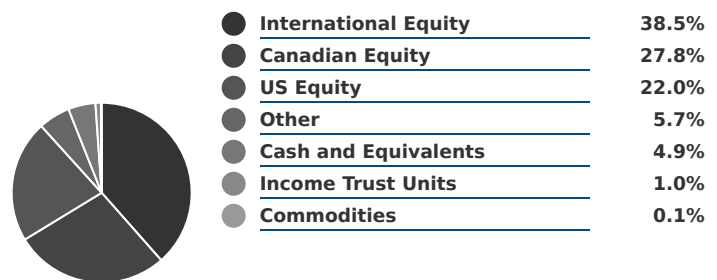 International Equity 38.5%
Canadian Equity 27.8%
US Equity 22.0%
Other 5.7%
Cash and Equivalents 4.9%
Income Trust Units 1.0%
Commodities 0.1%